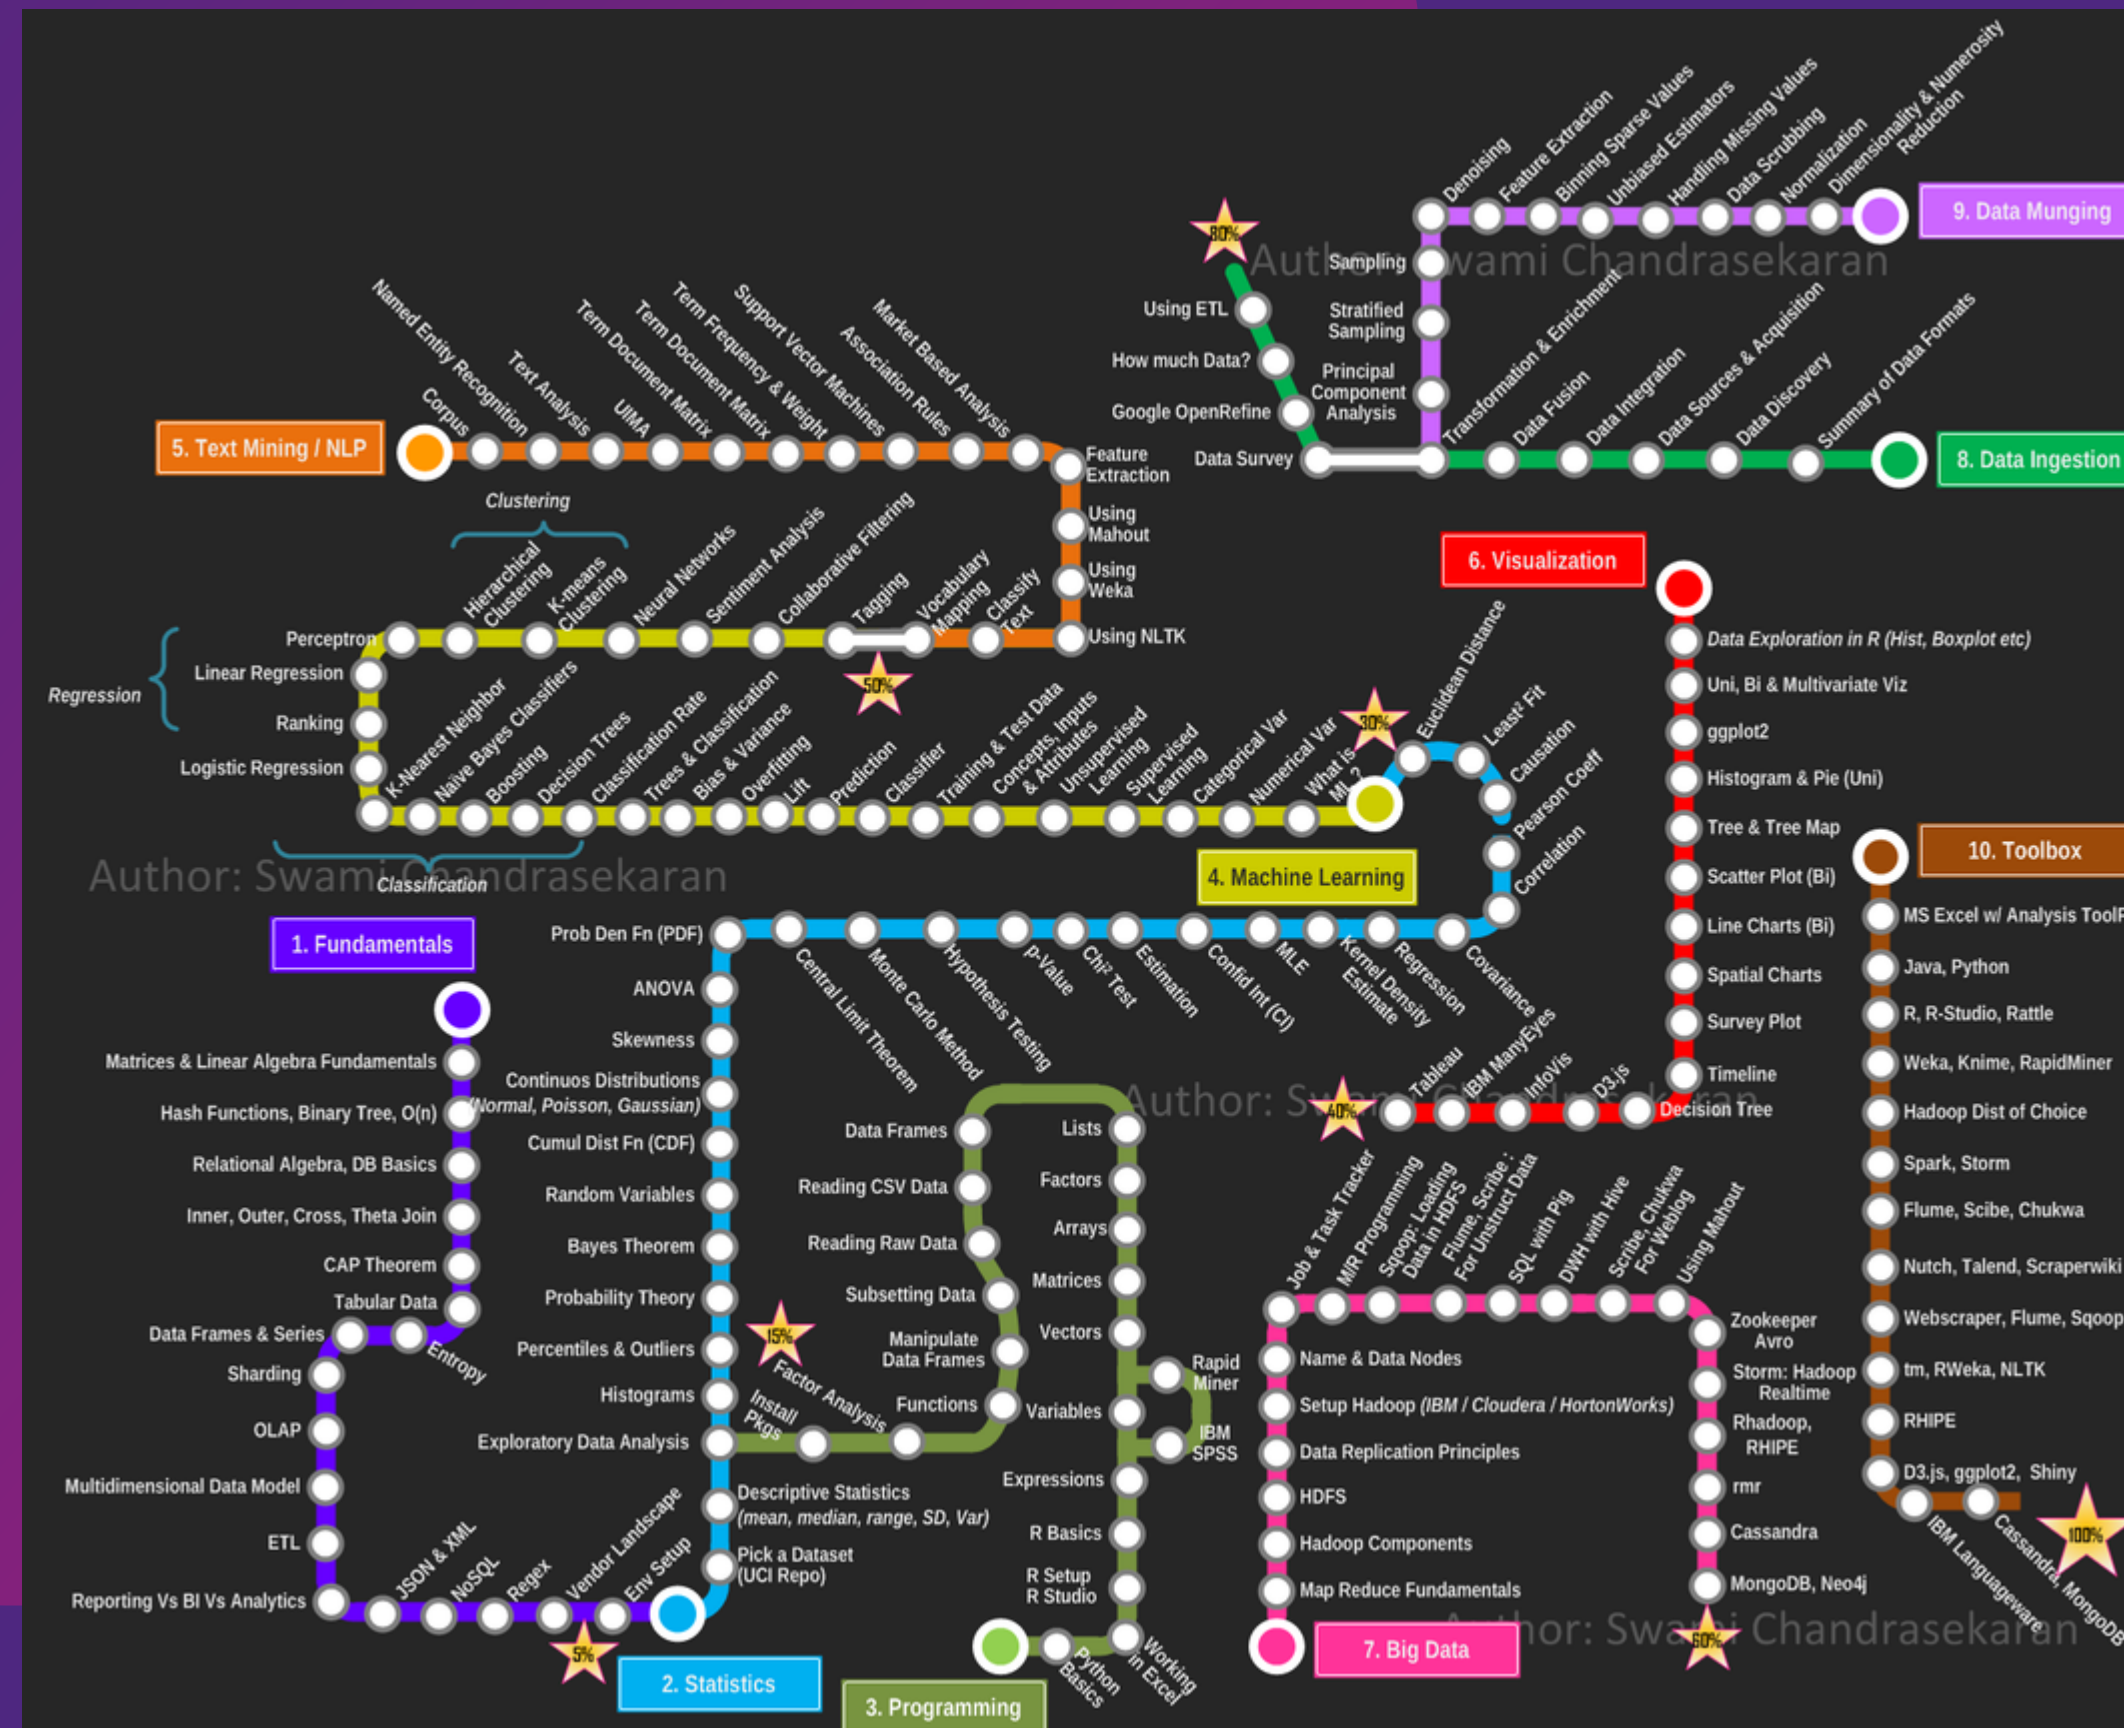 9. Data Munging
Denoising
Feature Extraction
Binning Sparse Values
Unbiased Estimators
Handling Missing Values
Data Scrubbing
Normalization
Dimensionality & Numerosity
Reduction
Sampling
Stratified
Sampling
Principal
Component
Analysis
Author: Swami Chandrasekaran
80%
Using ETL
How much Data?
Google OpenRefine
Data Survey
Transformation & Enrichment
Data Fusion
Data Integration
Data Sources & Acquisition
Data Discovery
Summary of Data Formats
8. Data Ingestion
5. Text Mining / NLP
Corpus
Named Entity Recognition
Text Analysis
UIMA
Term Document Matrix
Term Document Matrix
Term Frequency & Weight
Support Vector Machines
Association Rules
Market Based Analysis
Feature
Extraction
Using
Mahout
Using
Weka
Using NLTK
Classify
Text
Vocabulary
Mapping
50%
Tagging
Collaborative Filtering
Sentiment Analysis
Neural Networks
Clustering
K-means
Clustering
Hierarchical
Clustering
Perceptron
Regression
Linear Regression
Ranking
Logistic Regression
K-Nearest Neighbor
Naive Bayes Classifiers
Boosting
Decision Trees
Classification Rate
Trees & Classification
Bias & Variance
Overfitting
Lift
Prediction
Classifier
Training & Test Data
Concepts, Inputs
& Attributes
Unsupervised
Learning
Supervised
Learning
Categorical Var
Numerical Var
What is
ML?
Classification
Author: Swami Chandrasekaran
4. Machine Learning
30%
Euclidean Distance
Least² Fit
Causation
Pearson Coeff
Correlation
Covariance
Regression
Kernel Density
Estimate
MLE
Confid Int (CI)
Estimation
Chi² Test
p-Value
Hypothesis Testing
Monte Carlo Method
Central Limit Theorem
Prob Den Fn (PDF)
ANOVA
Skewness
Continuos Distributions
(Normal, Poisson, Gaussian)
Cumul Dist Fn (CDF)
Random Variables
Bayes Theorem
Probability Theory
Percentiles & Outliers
Histograms
Exploratory Data Analysis
Descriptive Statistics
(mean, median, range, SD, Var)
Pick a Dataset
(UCI Repo)
2. Statistics
1. Fundamentals
Matrices & Linear Algebra Fundamentals
Hash Functions, Binary Tree, O(n)
Relational Algebra, DB Basics
Inner, Outer, Cross, Theta Join
CAP Theorem
Tabular Data
Entropy
Data Frames & Series
Sharding
OLAP
Multidimensional Data Model
ETL
Reporting Vs BI Vs Analytics
JSON & XML
NoSQL
Regex
Vendor Landscape
Env Setup
5%
15%
Install
Pkgs
Factor Analysis
Functions
Manipulate
Data Frames
Subsetting Data
Reading Raw Data
Reading CSV Data
Data Frames
Lists
Factors
Arrays
Matrices
Vectors
Rapid
Miner
Variables
IBM
SPSS
Expressions
R Basics
R Setup
R Studio
Working
in Excel
Python
Basics
3. Programming
6. Visualization
Data Exploration in R (Hist, Boxplot etc)
Uni, Bi & Multivariate Viz
ggplot2
Histogram & Pie (Uni)
Tree & Tree Map
Scatter Plot (Bi)
Line Charts (Bi)
Spatial Charts
Survey Plot
Timeline
Decision Tree
D3.js
InfoVis
IBM ManyEyes
Tableau
40%
Author: Swami Chandrasekaran
Job & Task Tracker
M/R Programming
Sqoop: Loading
Data in HDFS
Flume, Scribe :
For Unstruct Data
SQL with Pig
DWH with Hive
Scribe, Chukwa
For Weblog
Using Mahout
Zookeeper
Avro
Storm: Hadoop
Realtime
Rhadoop,
RHIPE
rmr
Cassandra
MongoDB, Neo4j
60%
Name & Data Nodes
Setup Hadoop (IBM / Cloudera / HortonWorks)
Data Replication Principles
HDFS
Hadoop Components
Map Reduce Fundamentals
7. Big Data
Author: Swami Chandrasekaran
10. Toolbox
MS Excel w/ Analysis ToolP
Java, Python
R, R-Studio, Rattle
Weka, Knime, RapidMiner
Hadoop Dist of Choice
Spark, Storm
Flume, Scibe, Chukwa
Nutch, Talend, Scraperwiki
Webscraper, Flume, Sqoop
tm, RWeka, NLTK
RHIPE
D3.js, ggplot2, Shiny
IBM Languageware
Cassandra, MongoDB
100%